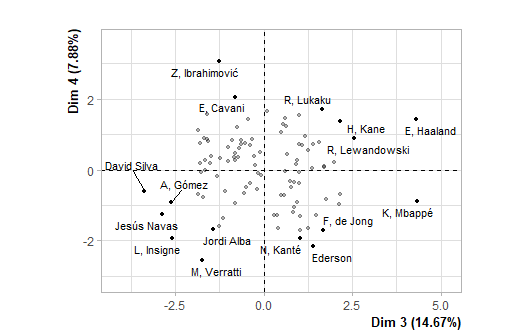 Z, Ibrahimović
E, Cavani
R, Lukaku
H, Kane
E, Haaland
R, Lewandowski
David Silva
A, Gómez
K, Mbappé
Jesús Navas
F, de Jong
L, Insigne
Jordi Alba
N, Kanté
Ederson
M, Verratti
Dim 4 (7.88%)
2
0
-2
-2.5
0.0
2.5
5.0
Dim 3 (14.67%)